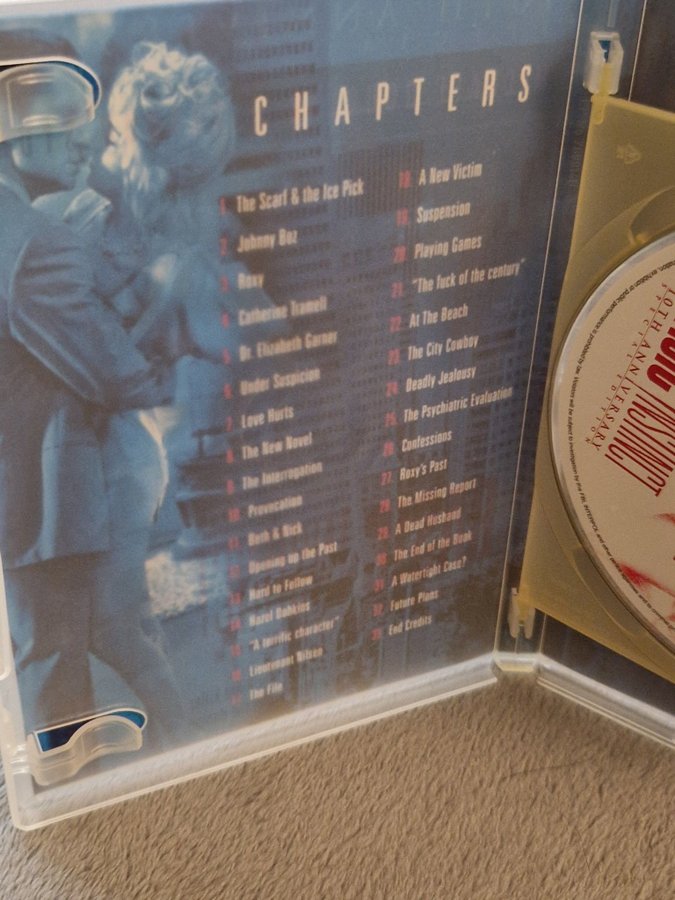 CHAPTERS
1 The Scarf & the Ice Pick
2 Johnny Boz
3 Roxy
4 Catherine Tramell
5 Dr. Elizabeth Garner
6 Under Suspicion
7 Love Hurts
8 The New Novel
9 The Interrogation
10 Provocation
11 Beth & Nick
12 Opening up the Past
13 Hard to Follow
14 Hazel Dobkins
15 "A terrific character"
16 Lieutenant Nilsen
17 The File
18 A New Victim
19 Suspension
20 Playing Games
21 "The fuck of the century"
22 At The Beach
23 The City Cowboy
24 Deadly Jealousy
25 The Psychiatric Evaluation
26 Confessions
27 Roxy's Past
28 The Missing Report
29 A Dead Husband
30 The End of the Book
31 A Watertight Case?
32 Future Plans
33 End Credits
INSTINCT
10TH ANNIVERSARY
SPECIAL EDITION